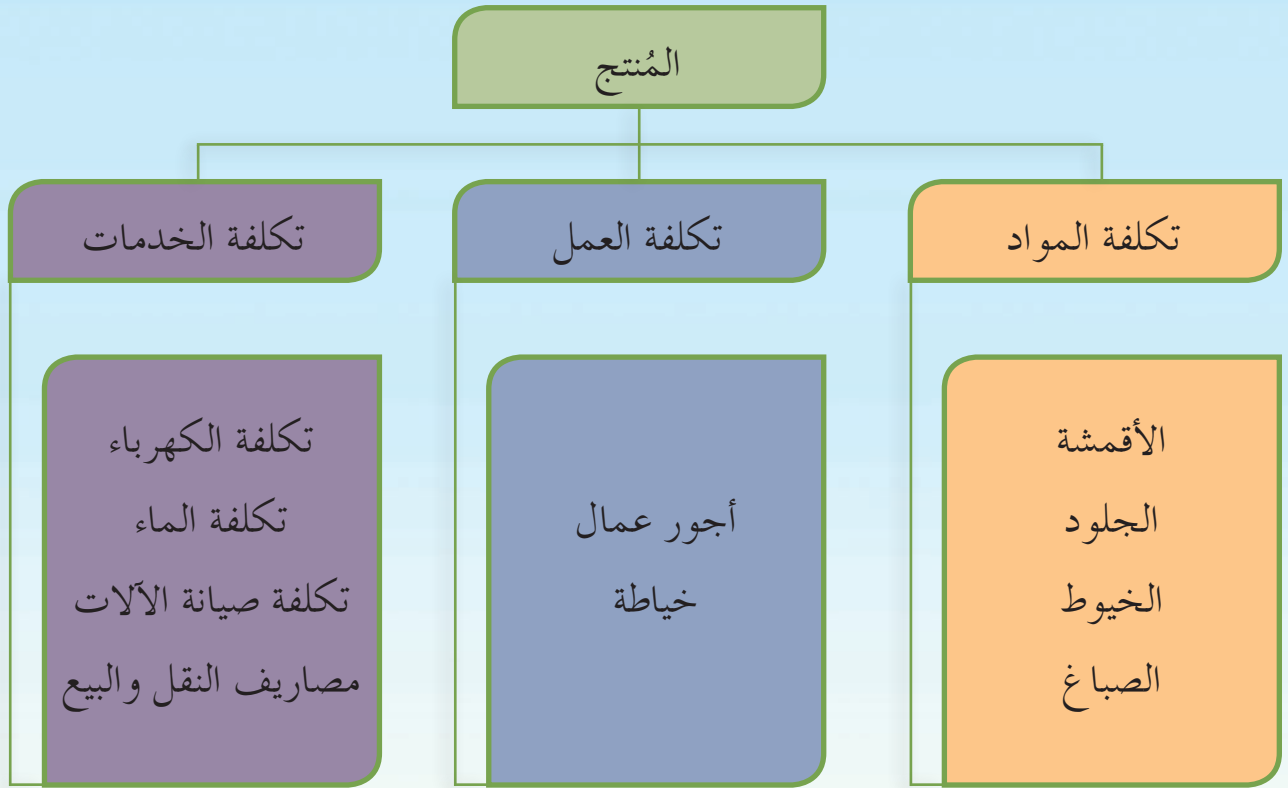 المُنتج
تكلفة المواد
تكلفة العمل
تكلفة الخدمات
الأقمشة
الجلود
الخيوط
الصباغ
أجور عمال
خياطة
تكلفة الكهرباء
تكلفة الماء
تكلفة صيانة الآلات
مصاريف النقل والبيع